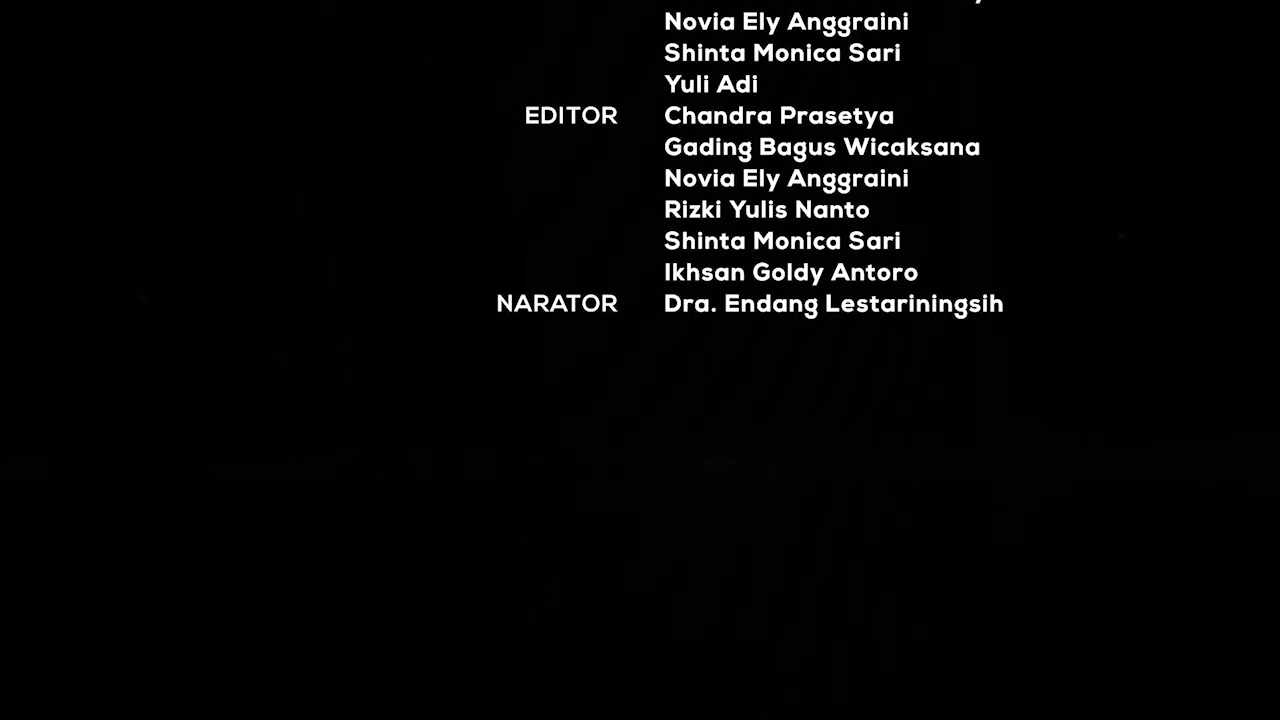 Novia Ely Anggraini
Shinta Monica Sari
Yuli Adi
EDITOR Chandra Prasetya
Gading Bagus Wicaksana
Novia Ely Anggraini
Rizki Yulis Nanto
Shinta Monica Sari
Ikhsan Goldy Antoro
NARATOR Dra. Endang Lestariningsih